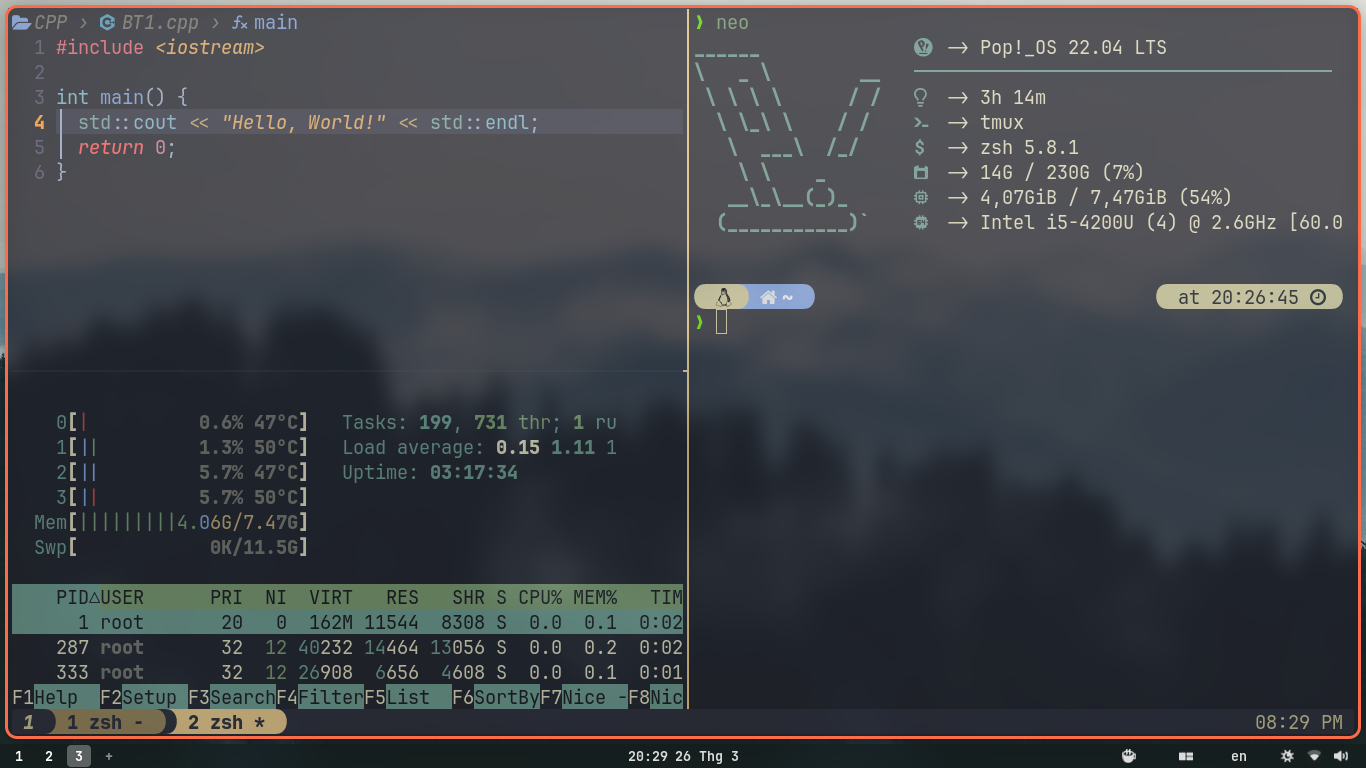 CPP > BT1.cpp > main
1 #include <iostream>
2
3 int main() {
4 std::cout << "Hello, World!" << std::endl;
5 return 0;
6 }
0[| 0.6% 47°C]
1[|| 1.3% 50°C]
2[|| 5.7% 47°C]
3[|| 5.7% 50°C]
Mem[|||||||||4.06G/7.47G]
Swp[ 0K/11.5G]
Tasks: 199, 731 thr; 1 ru
Load average: 0.15 1.11 1
Uptime: 03:17:34
PID△USER PRI NI VIRT RES SHR S CPU% MEM% TIM
1 root 20 0 162M 11544 8308 S 0.0 0.1 0:02
287 root 32 12 40232 14464 13056 S 0.0 0.2 0:02
333 root 32 12 26908 6656 4608 S 0.0 0.1 0:01
F1Help F2Setup F3SearchF4FilterF5List F6SortByF7Nice -F8Nic
❯ neo
→ Pop!_OS 22.04 LTS
→ 3h 14m
→ tmux
$ → zsh 5.8.1
→ 14G / 230G (7%)
→ 4,07GiB / 7,47GiB (54%)
→ Intel i5-4200U (4) @ 2.6GHz [60.0
~
at 20:26:45
❯
1 1 zsh - 2 zsh *
08:29 PM
1 2 3 +
20:29 26 Thg 3
en